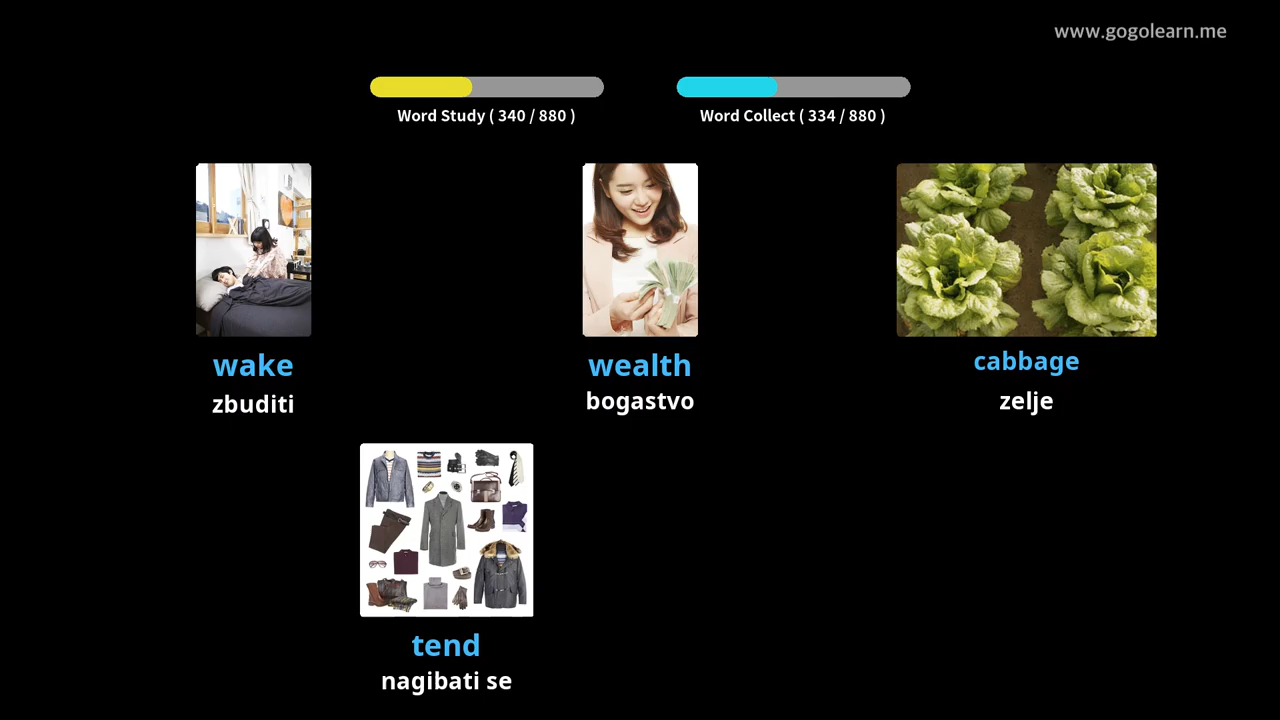 www.gogolearn.me
Word Study ( 340 / 880 )
Word Collect ( 334 / 880 )
wake
zbuditi
wealth
bogastvo
cabbage
zelje
tend
nagibati se